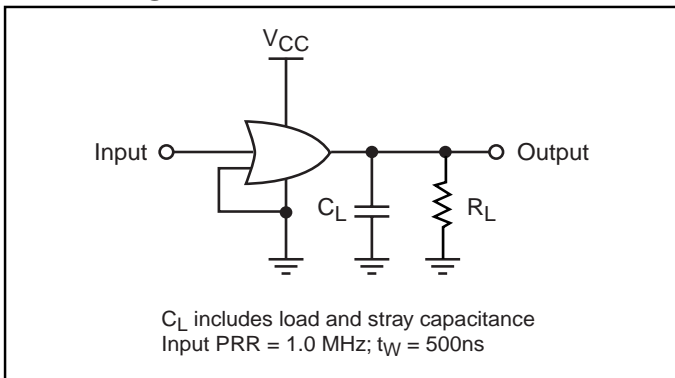 VCC
Input
Output
CL
RL
CL includes load and stray capacitance
Input PRR = 1.0 MHz; tW = 500ns